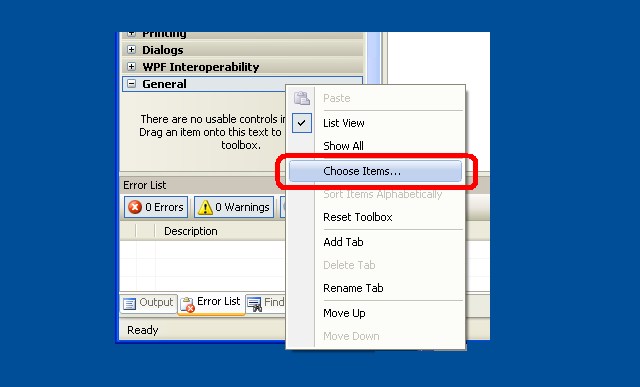 Printing
Dialogs
WPF Interoperability
General
There are no usable controls in
Drag an item onto this text to
toolbox.
Paste
List View
Show All
Choose Items...
Sort Items Alphabetically
Reset Toolbox
Add Tab
Delete Tab
Rename Tab
Move Up
Move Down
Error List
0 Errors
0 Warnings
Description
Output
Error List
Find
Ready